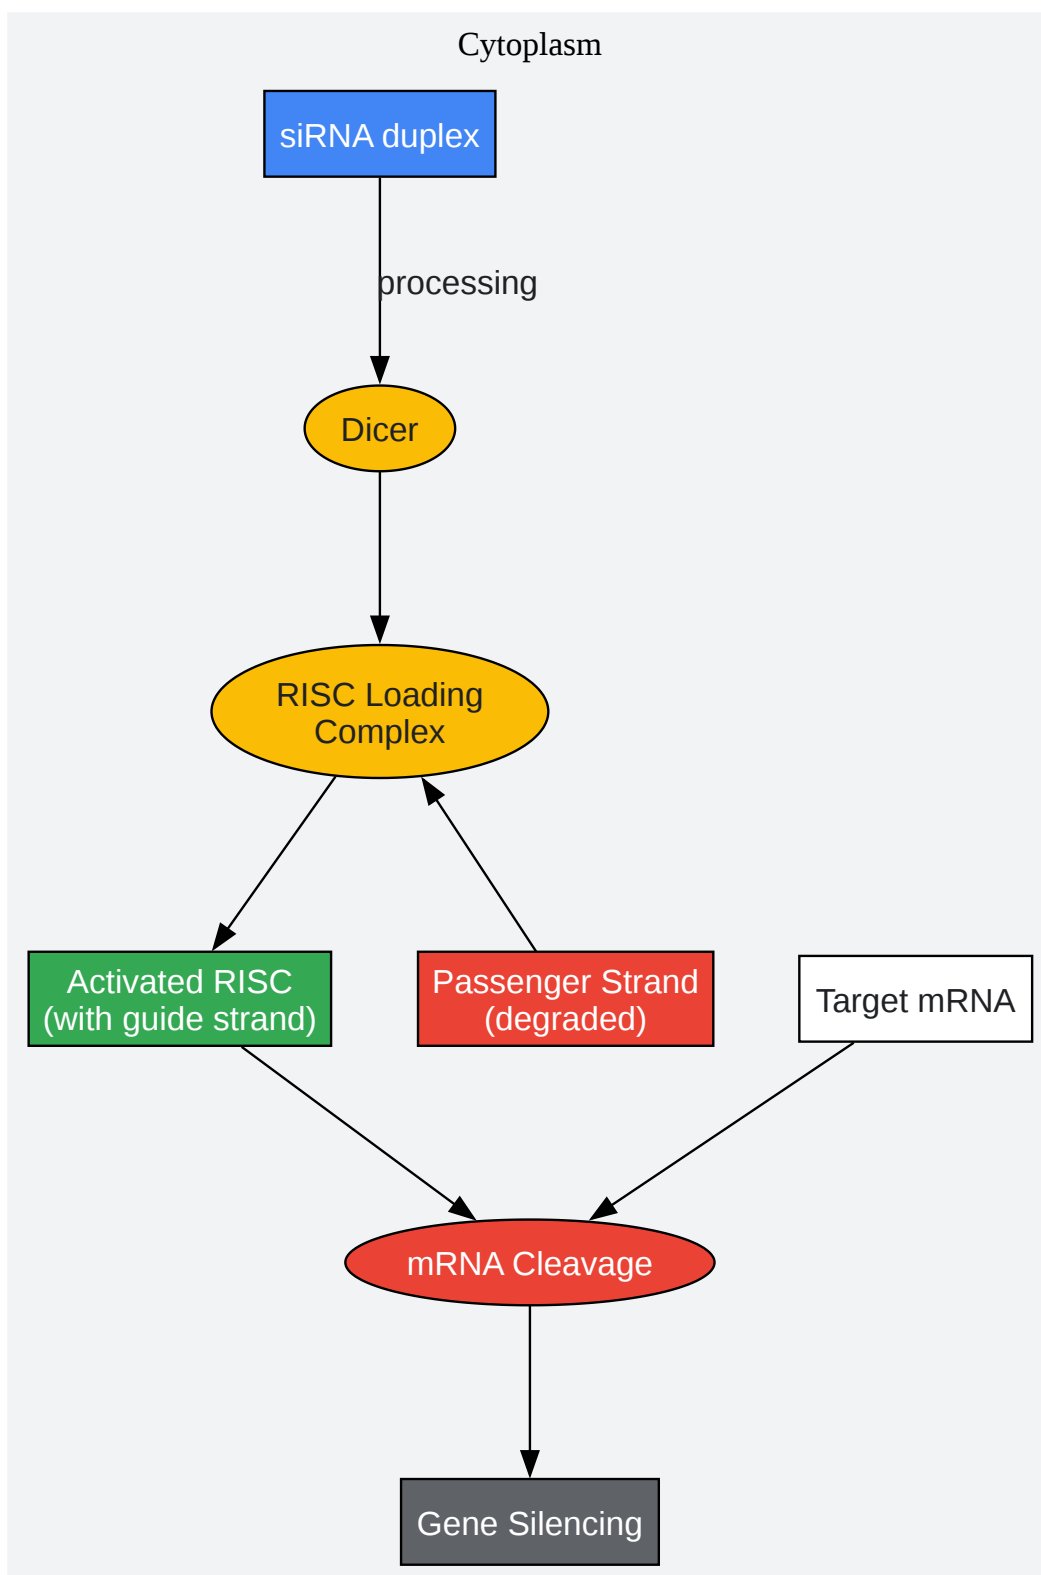 Cytoplasm
siRNA duplex
processing
Dicer
RISC Loading
Complex
Activated RISC
(with guide strand)
Passenger Strand
(degraded)
Target mRNA
mRNA Cleavage
Gene Silencing